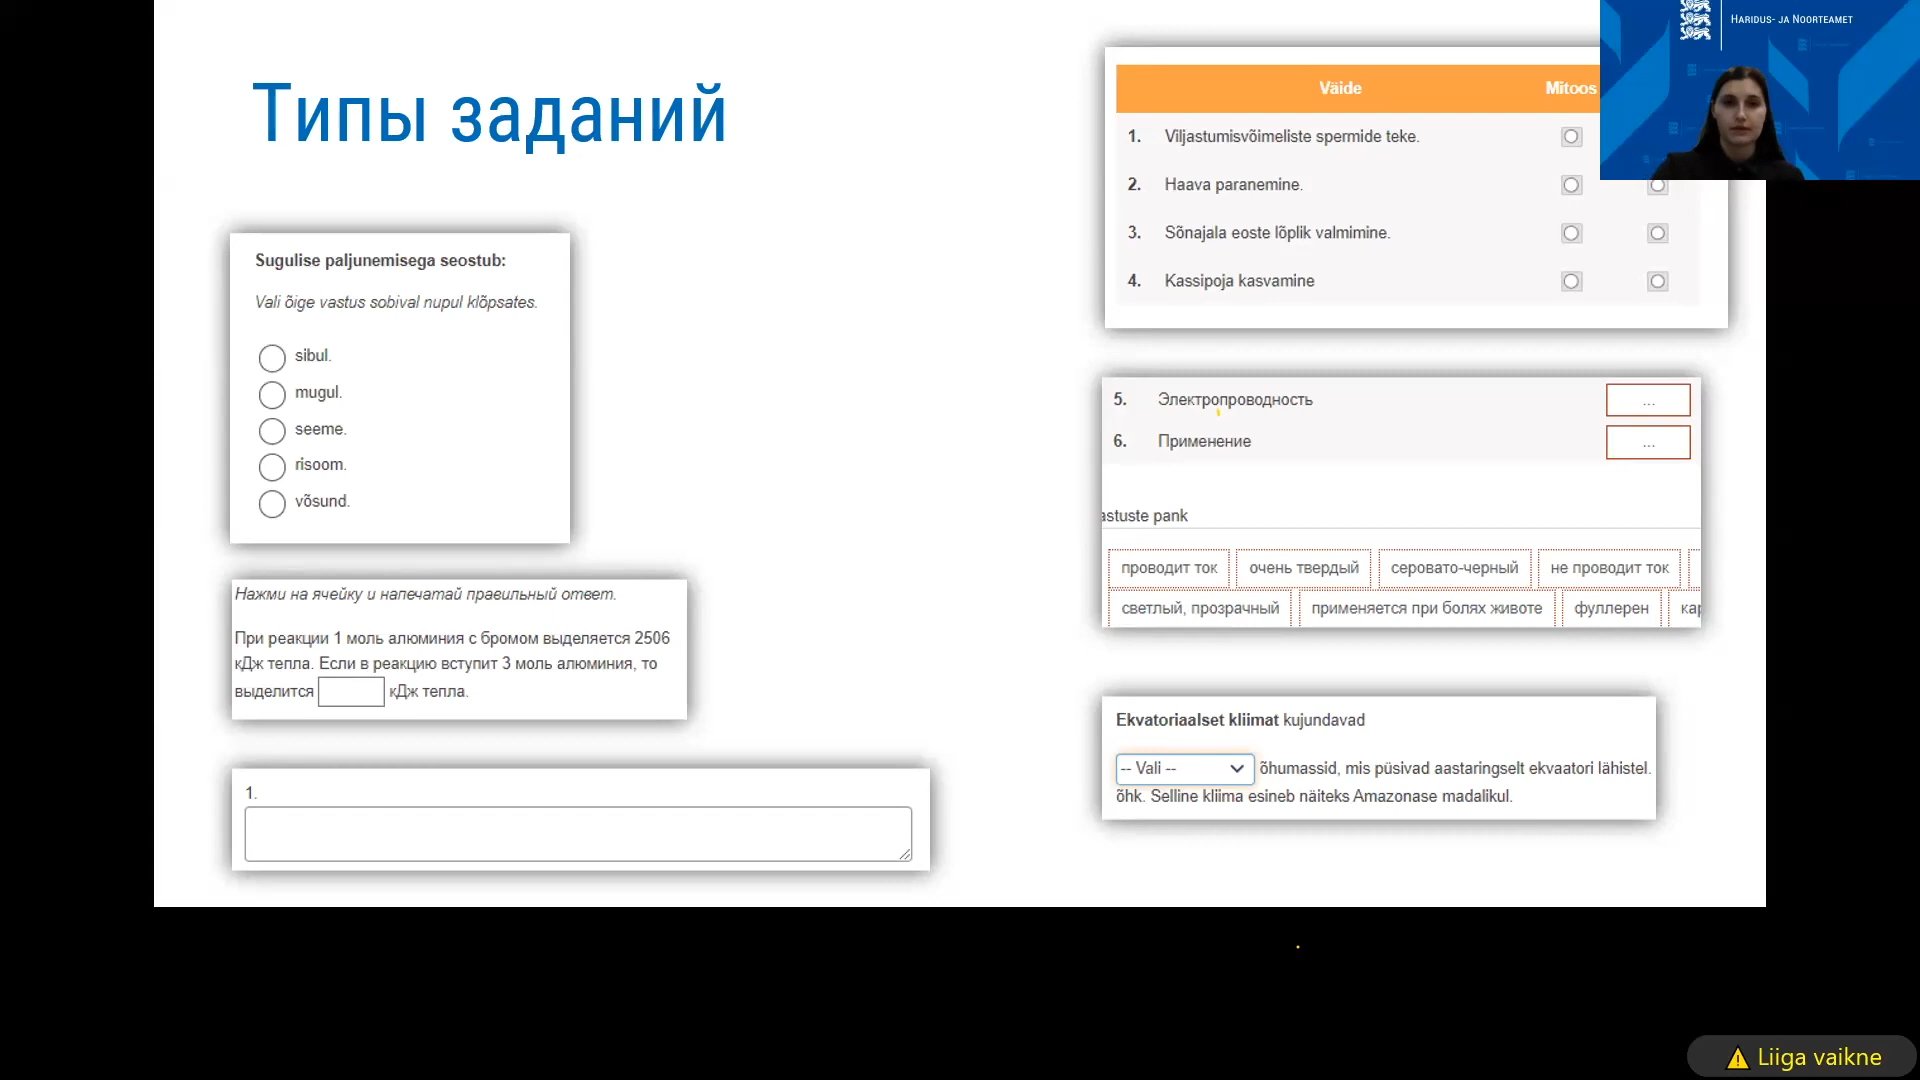 Типы заданий
Sugulise paljunemisega seostub:
Vali õige vastus sobival nupul klõpsates.
sibul.
mugul.
seeme.
risoom.
võsund.
Нажми на ячейку и напечатай правильный ответ.
При реакции 1 моль алюминия с бромом выделяется 2506
кДж тепла. Если в реакцию вступит 3 моль алюминия, то
выделится кДж тепла.
1.
Väide Mitoos
1. Viljastumisvõimeliste spermide teke.
2. Haava paranemine.
3. Sõnajala eoste lõplik valmimine.
4. Kassipoja kasvamine
5. Электропроводность ...
6. Применение ...
astuste pank
проводит ток очень твердый серовато-черный не проводит ток
светлый, прозрачный применяется при болях животе фуллерен кар
Ekvatoriaalset kliimat kujundavad
-- Vali -- õhumassid, mis püsivad aastaringselt ekvaatori lähistel.
õhk. Selline kliima esineb näiteks Amazonase madalikul.
HARIDUS- JA NOORTEAMET
Liiga vaikne